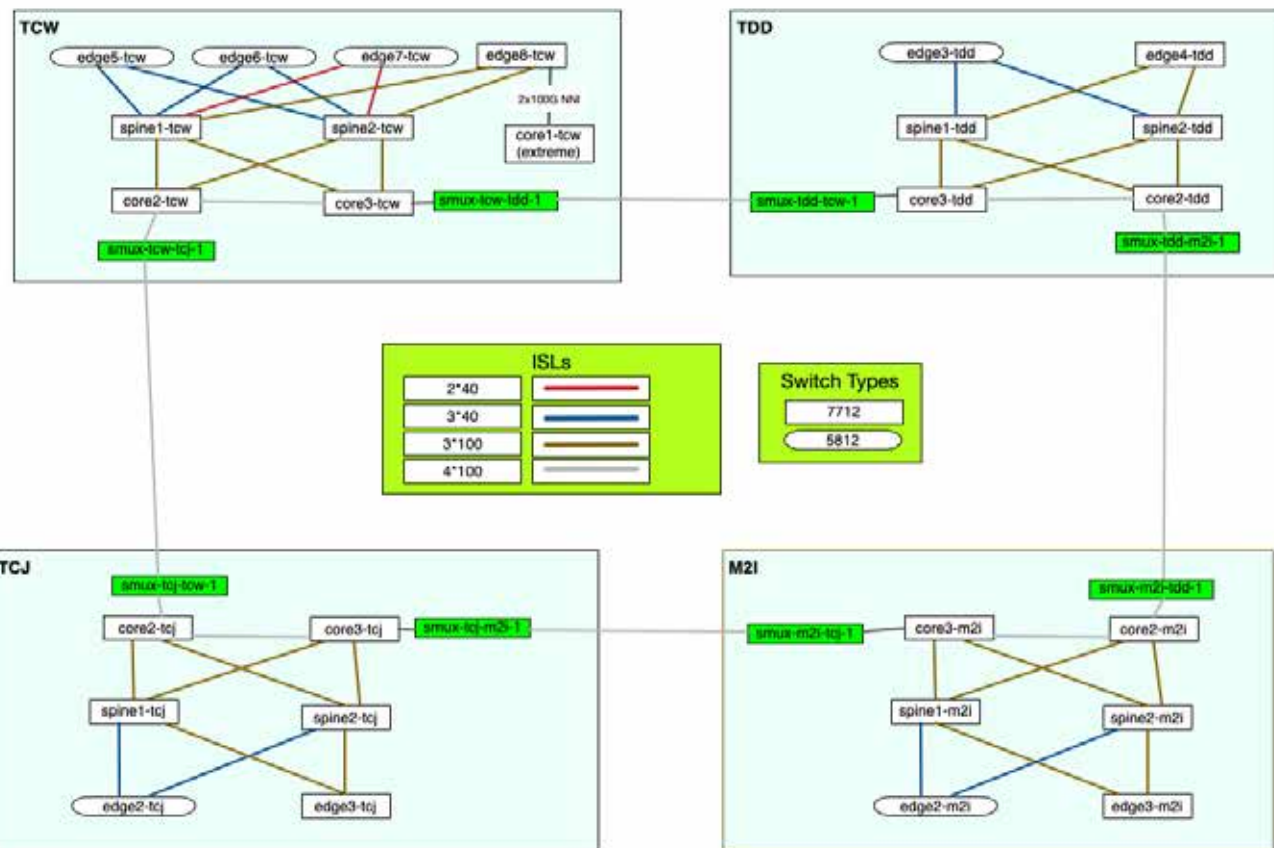 TCW
edge5-tcw
edge6-tcw
edge7-tcw
edge8-tcw
2x100G NNI
spine1-tcw
spine2-tcw
core1-tcw
(extreme)
core2-tcw
core3-tcw
smux-tcw-tdd-1
smux-tcw-tcj-1
TDD
edge3-tdd
edge4-tdd
spine1-tdd
spine2-tdd
smux-tdd-tcw-1
core3-tdd
core2-tdd
smux-tdd-m2i-1
ISLs
2*40
3*40
3*100
4*100
Switch Types
7712
5812
TCJ
smux-tcj-tcw-1
core2-tcj
core3-tcj
smux-tcj-m2i-1
spine1-tcj
spine2-tcj
edge2-tcj
edge3-tcj
M2I
smux-m2i-tdd-1
smux-m2i-tcj-1
core3-m2i
core2-m2i
spine1-m2i
spine2-m2i
edge2-m2i
edge3-m2i